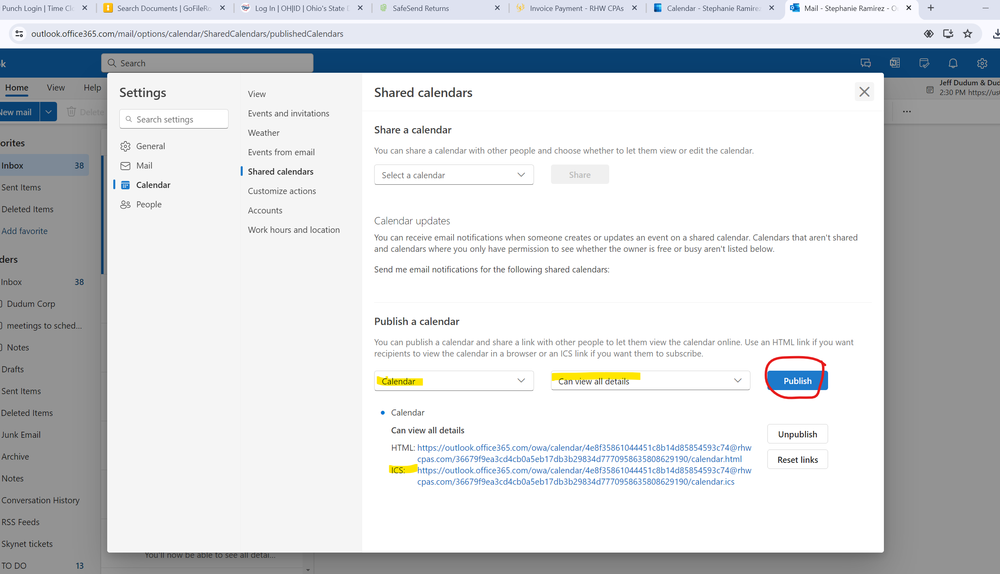 Punch Login | Time Clo
Search Documents | GoFileRo
Log In | OH|ID | Ohio's State D
SafeSend Returns
Invoice Payment - RHW CPAs
Calendar - Stephanie Ramirez
Mail - Stephanie Ramirez - Ou
outlook.office365.com/mail/options/calendar/SharedCalendars/publishedCalendars
k
Search
Home
View
Help
Jeff Dudum & Dud
2:30 PM https://us0
New mail
Delete
orites
Inbox 38
Sent Items
Deleted Items
Add favorite
ders
Inbox 38
Dudum Corp
meetings to sched...
Notes
Drafts
Sent Items
Deleted Items
Junk Email
Archive
Notes
Conversation History
RSS Feeds
Skynet tickets
TO DO 13
Settings
Search settings
General
Mail
Calendar
People
View
Events and invitations
Weather
Events from email
Shared calendars
Customize actions
Accounts
Work hours and location
Shared calendars
Share a calendar
You can share a calendar with other people and choose whether to let them view or edit the calendar.
Select a calendar
Share
Calendar updates
You can receive email notifications when someone creates or updates an event on a shared calendar. Calendars that aren't shared
and calendars where you only have permission to see whether the owner is free or busy aren't listed below.
Send me email notifications for the following shared calendars:
Publish a calendar
You can publish a calendar and share a link with other people to let them view the calendar online. Use an HTML link if you want
recipients to view the calendar in a browser or an ICS link if you want them to subscribe.
Calendar
Can view all details
Publish
Calendar
Can view all details
Unpublish
HTML: https://outlook.office365.com/owa/calendar/4e8f35861044451c8b14d85854593c74@rhw
cpas.com/36679f9ea3cd4cb0a5eb17db3b29834d7770958635808629190/calendar.html
Reset links
ICS: https://outlook.office365.com/owa/calendar/4e8f35861044451c8b14d85854593c74@rhw
cpas.com/36679f9ea3cd4cb0a5eb17db3b29834d7770958635808629190/calendar.ics
You'll now be able to see all detai...